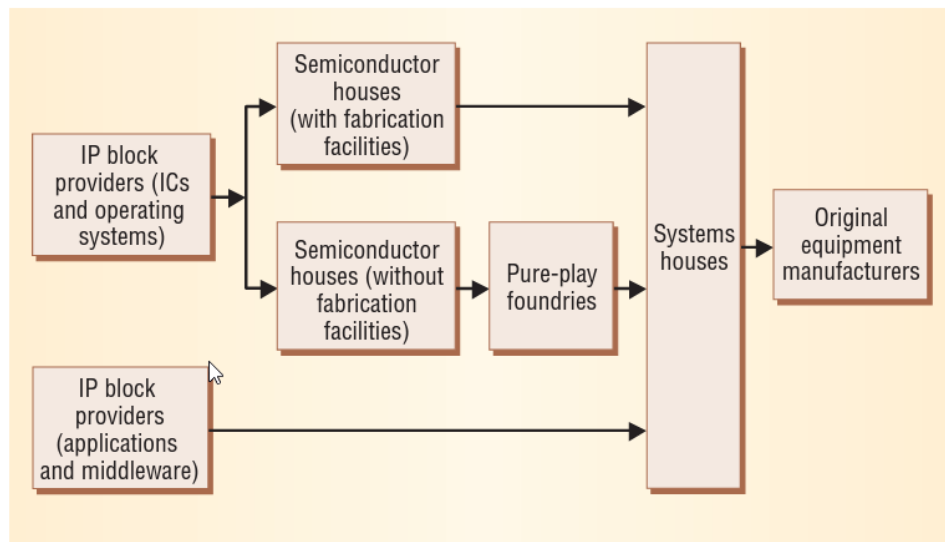 Semiconductor
houses
(with fabrication
facilities)
IP block
providers (ICs
and operating
systems)
Semiconductor
houses (without
fabrication
facilities)
Pure-play
foundries
Systems
houses
Original
equipment
manufacturers
IP block
providers
(applications
and middleware)